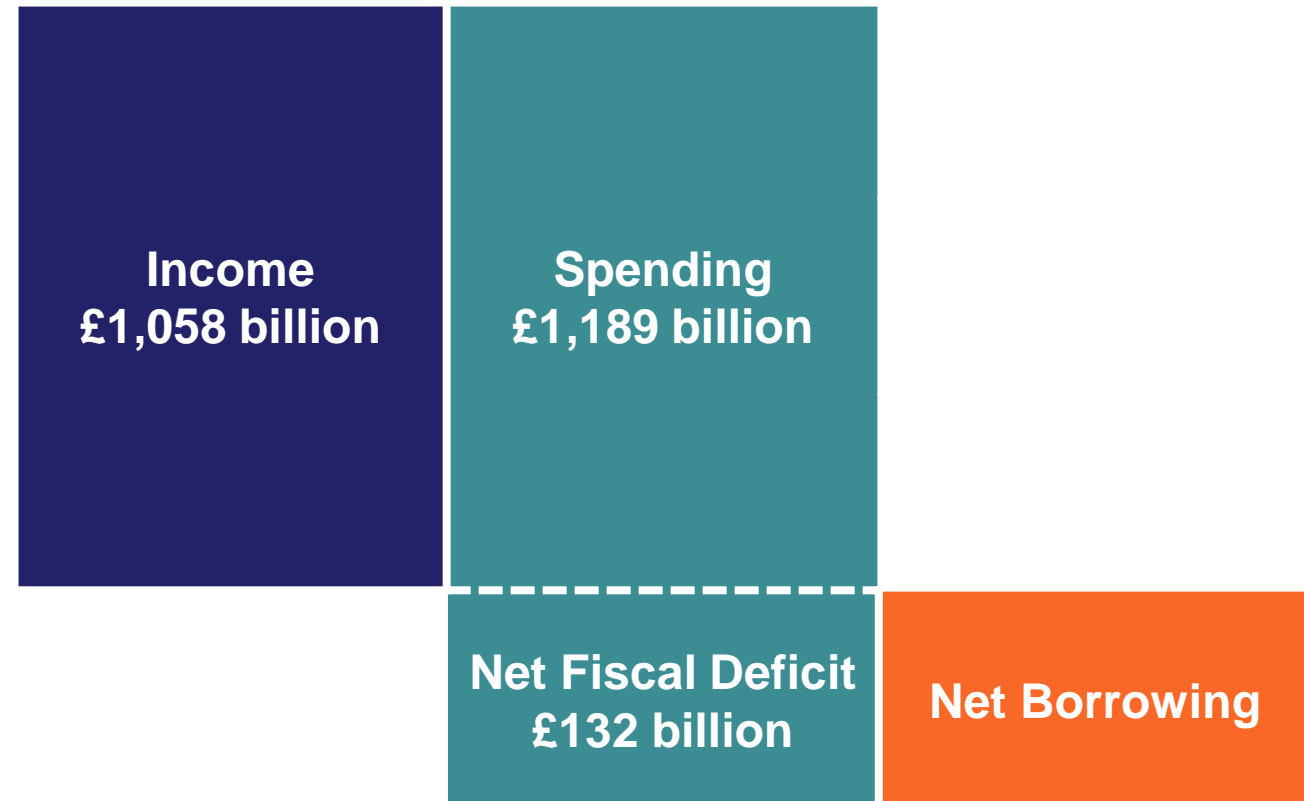 Income
£1,058 billion
Spending
£1,189 billion
Net Fiscal Deficit
£132 billion
Net Borrowing